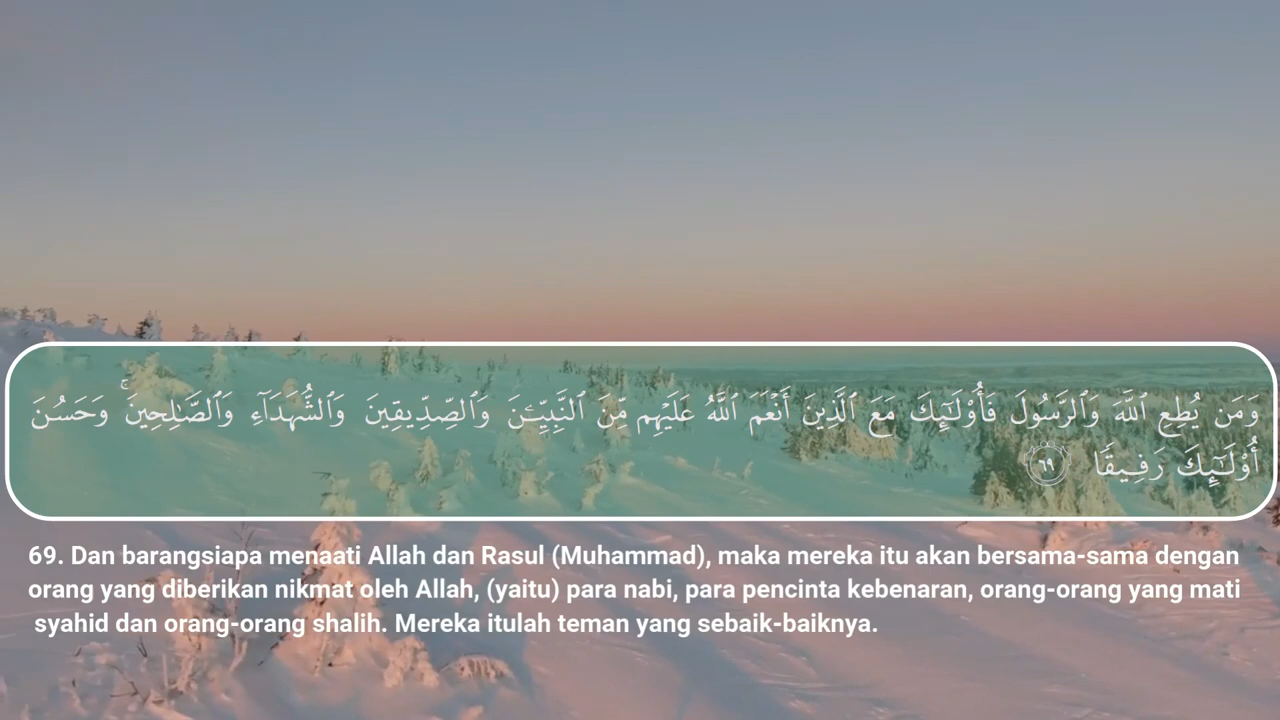 وَمَن يُطِعِ ٱللَّهَ وَٱلرَّسُولَ فَأُو۟لَـٰٓئِكَ مَعَ ٱلَّذِينَ أَنْعَمَ ٱللَّهُ عَلَيْهِم مِّنَ ٱلنَّبِيِّـۧنَ وَٱلصِّدِّيقِينَ وَٱلشُّهَدَآءِ وَٱلصَّـٰلِحِينَ ۚ وَحَسُنَ
أُو۟لَـٰٓئِكَ رَفِيقًا ٦٩
69. Dan barangsiapa menaati Allah dan Rasul (Muhammad), maka mereka itu akan bersama-sama dengan
orang yang diberikan nikmat oleh Allah, (yaitu) para nabi, para pencinta kebenaran, orang-orang yang mati
syahid dan orang-orang shalih. Mereka itulah teman yang sebaik-baiknya.